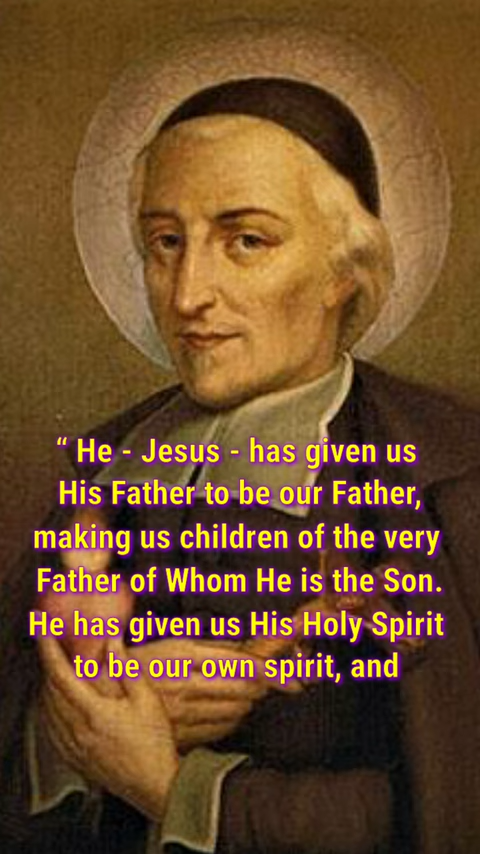 “ He - Jesus - has given us
His Father to be our Father,
making us children of the very
Father of Whom He is the Son.
He has given us His Holy Spirit
to be our own spirit, and